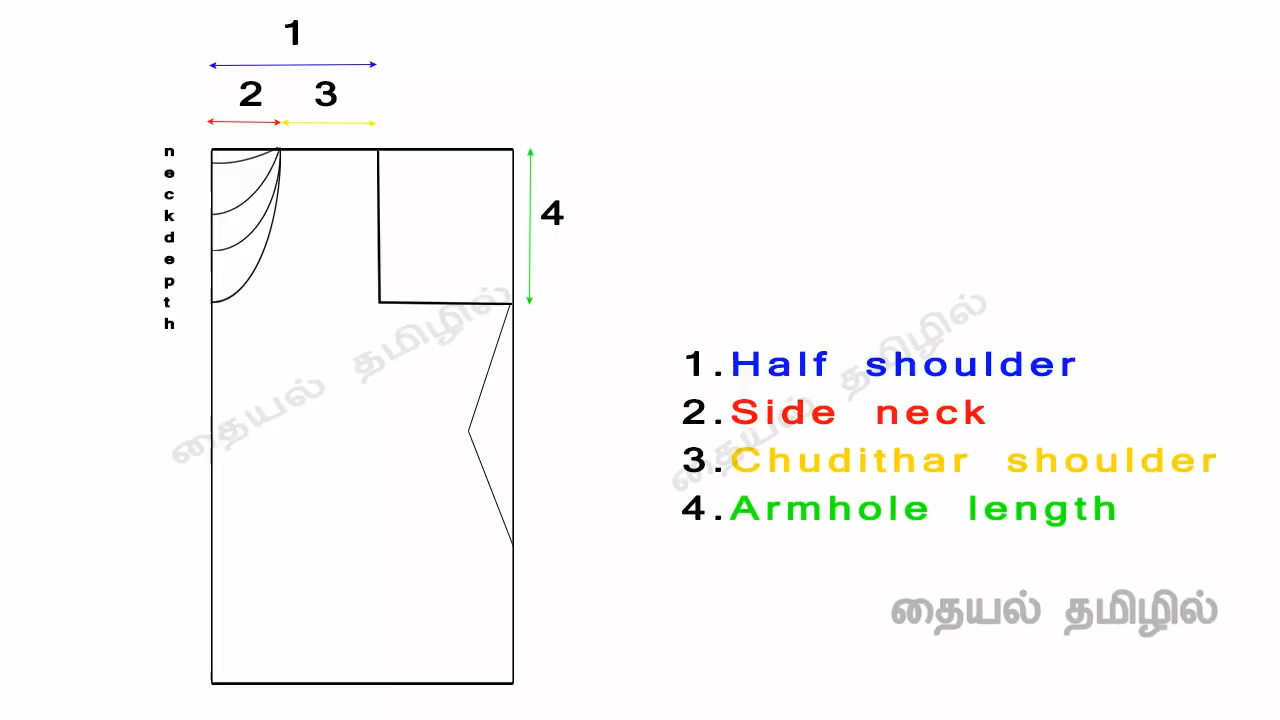 1
2 3
neckdepth
4
தையல் தமிழில்
தையல் தமிழில்
1.Half shoulder
2.Side neck
3.Chudithar shoulder
4.Armhole length
தையல் தமிழில்